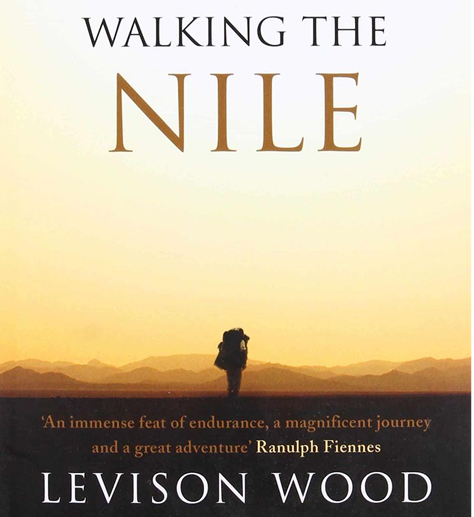 WALKING THE
NILE
'An immense feat of endurance, a magnificent journey
and a great adventure' Ranulph Fiennes
LEVISON WOOD